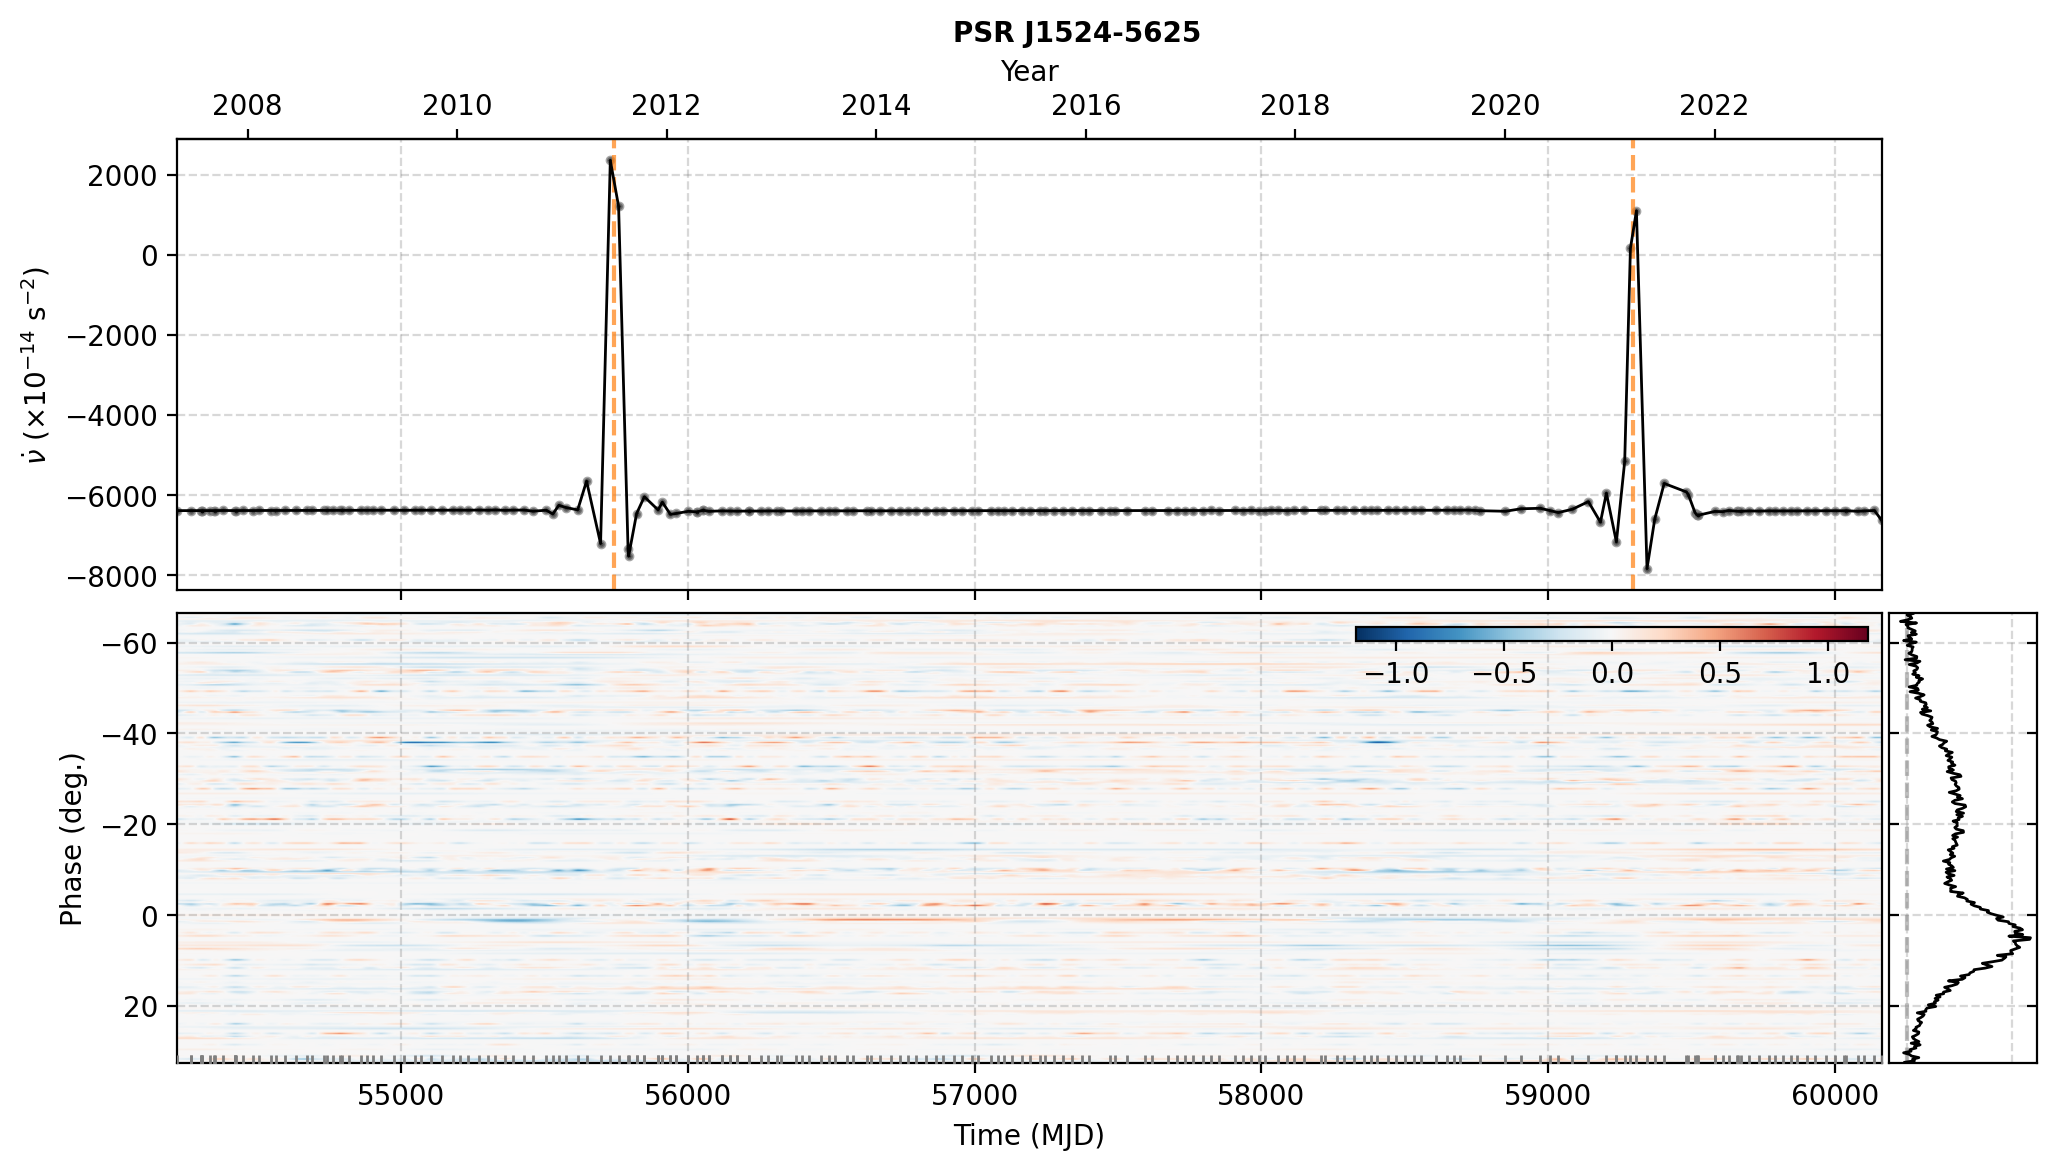 PSR J1524-5625
Year
2008 2010 2012 2014 2016 2018 2020 2022
2000
0
−2000
−4000
−6000
−8000
ν̇ (×10⁻¹⁴ s⁻²)
−1.0 −0.5 0.0 0.5 1.0
−60
−40
−20
0
20
Phase (deg.)
55000 56000 57000 58000 59000 60000
Time (MJD)